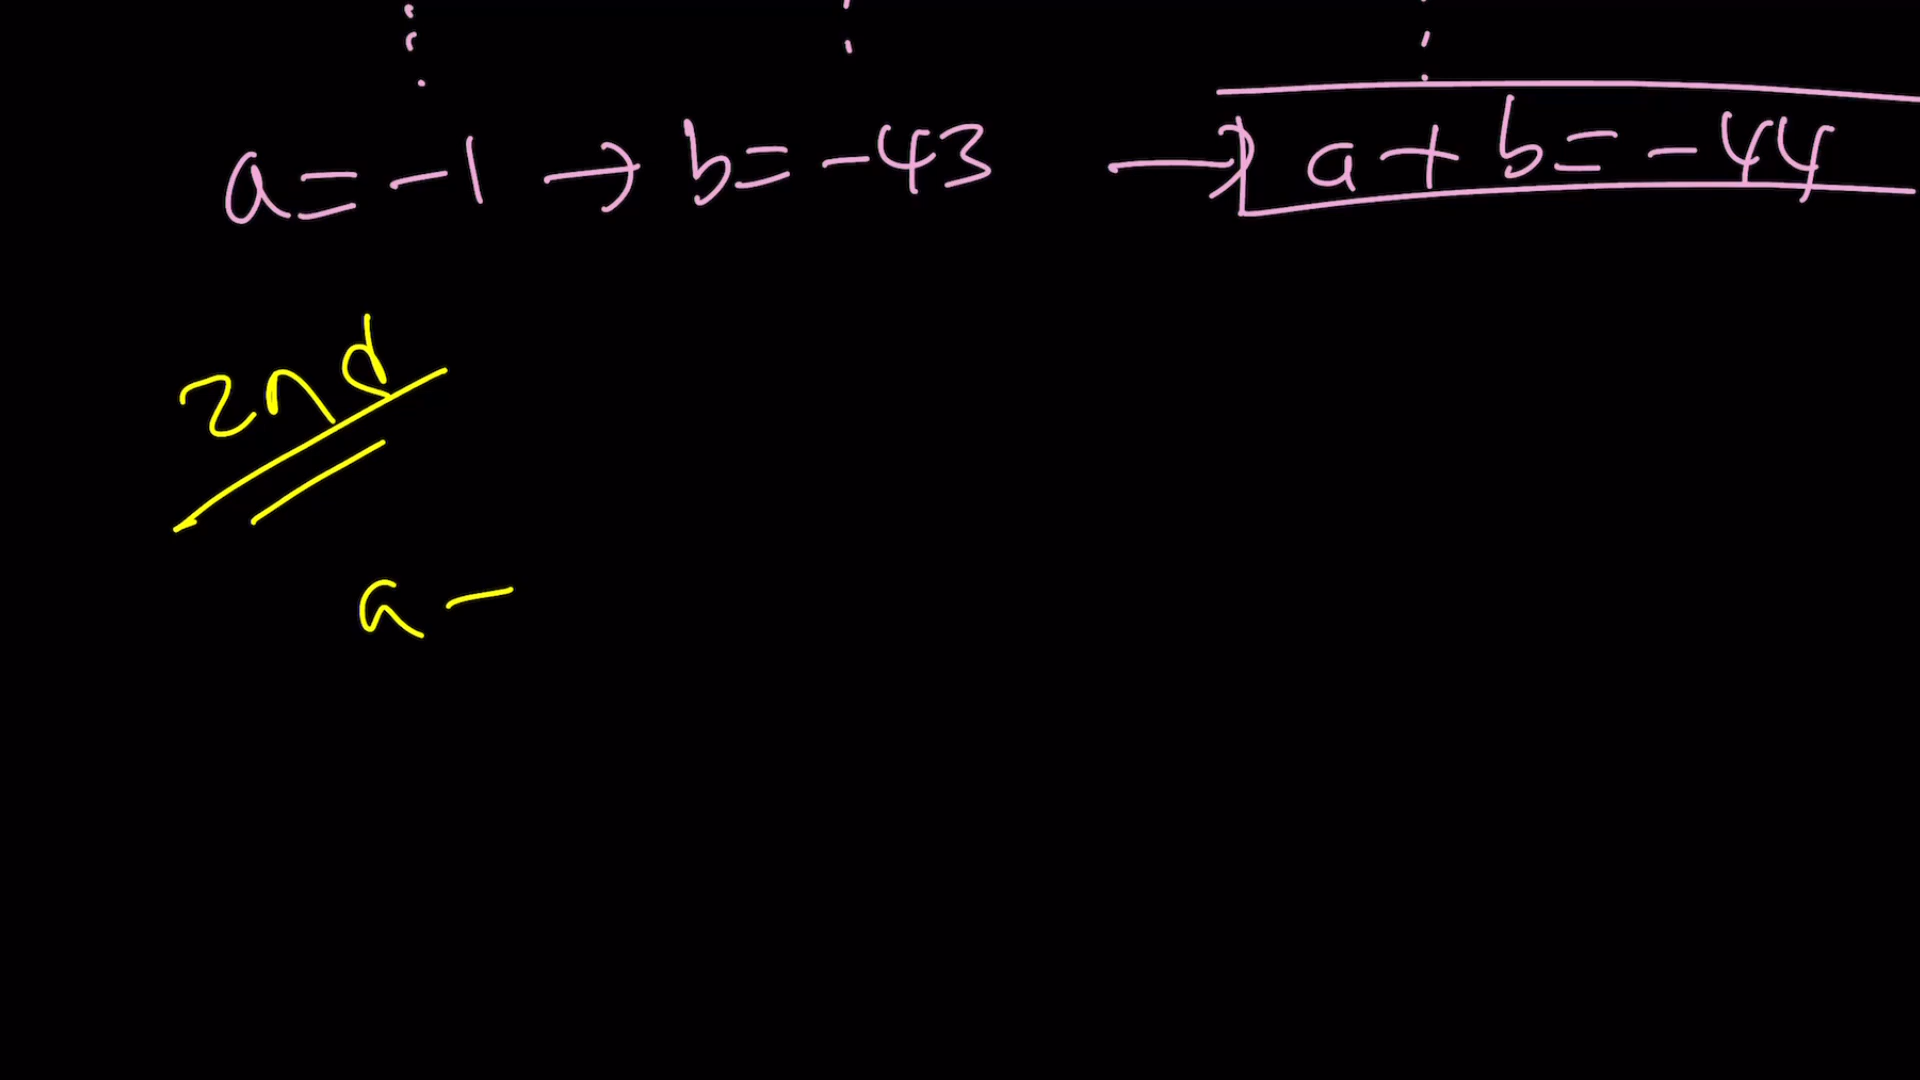 a = -1 → b = -43 → a + b = -44
2nd
a -